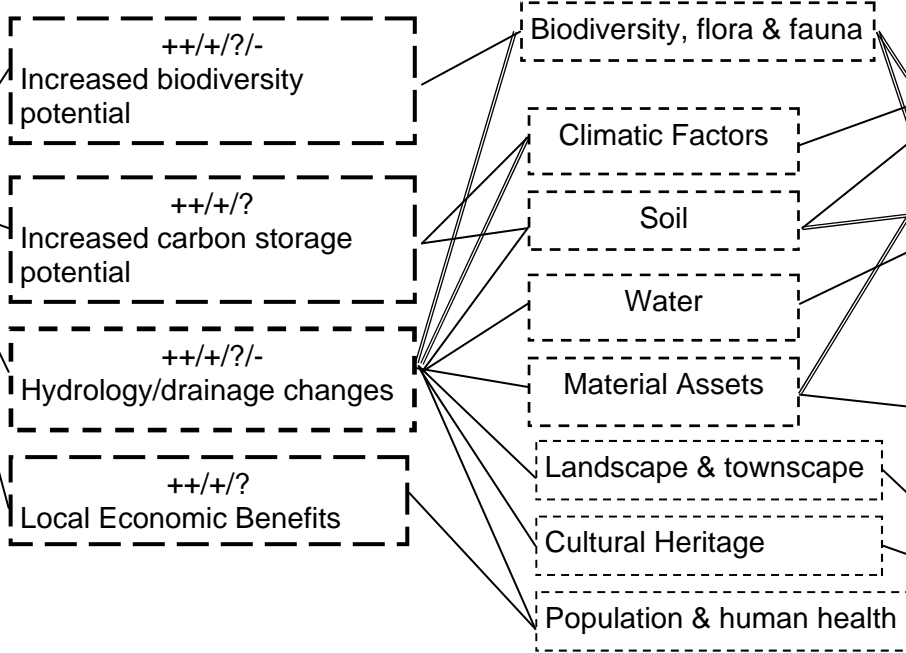 ++/+/?/-
Increased biodiversity
potential
++/+/?
Increased carbon storage
potential
++/+/?/-
Hydrology/drainage changes
++/+/?
Local Economic Benefits
Biodiversity, flora & fauna
Climatic Factors
Soil
Water
Material Assets
Landscape & townscape
Cultural Heritage
Population & human health